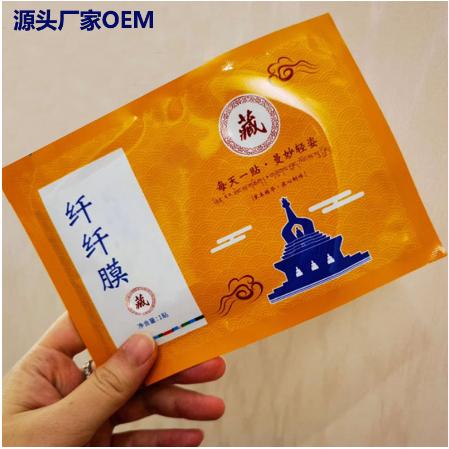 源头厂家OEM
藏
每天一贴·曼妙轻姿
纤纤膜
藏
净含量:1贴